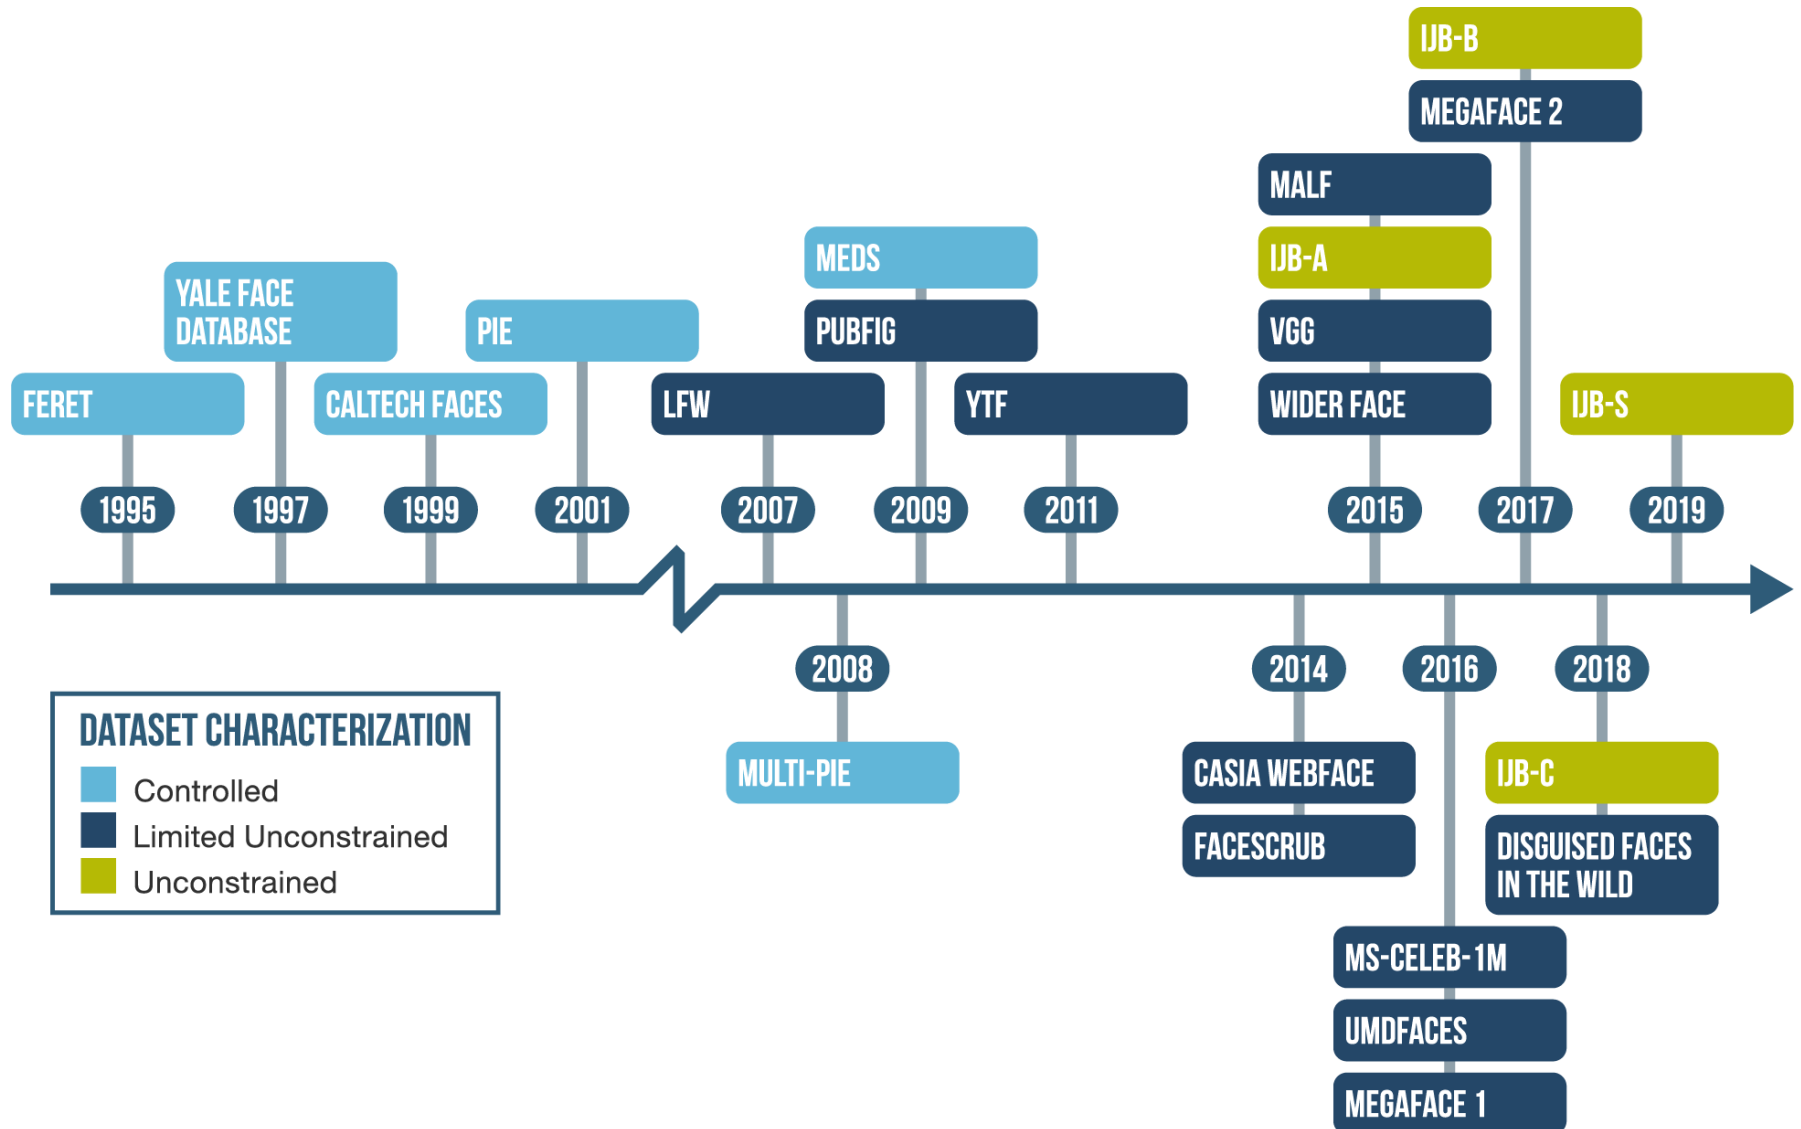 IJB-B
MEGAFACE 2
MALF
IJB-A
VGG
WIDER FACE
MEDS
PUBFIG
YALE FACE
DATABASE
PIE
FERET
CALTECH FACES
LFW
YTF
IJB-S
1995
1997
1999
2001
2007
2009
2011
2015
2017
2019
2008
2014
2016
2018
MULTI-PIE
CASIA WEBFACE
FACESCRUB
IJB-C
DISGUISED FACES
IN THE WILD
MS-CELEB-1M
UMDFACES
MEGAFACE 1
DATASET CHARACTERIZATION
Controlled
Limited Unconstrained
Unconstrained